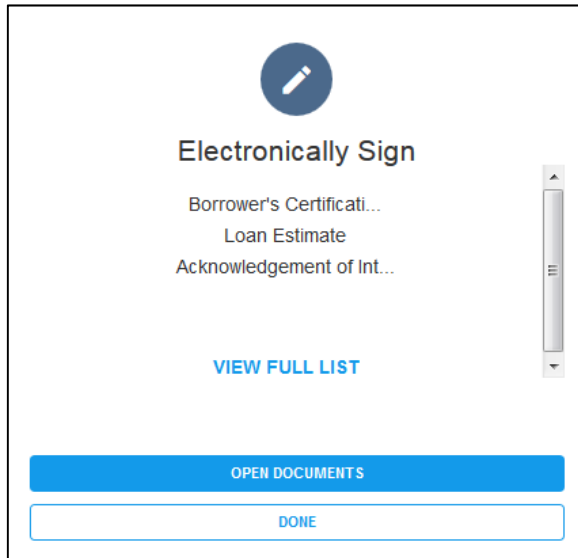 Electronically Sign
Borrower's Certificati...
Loan Estimate
Acknowledgement of Int...
VIEW FULL LIST
OPEN DOCUMENTS
DONE